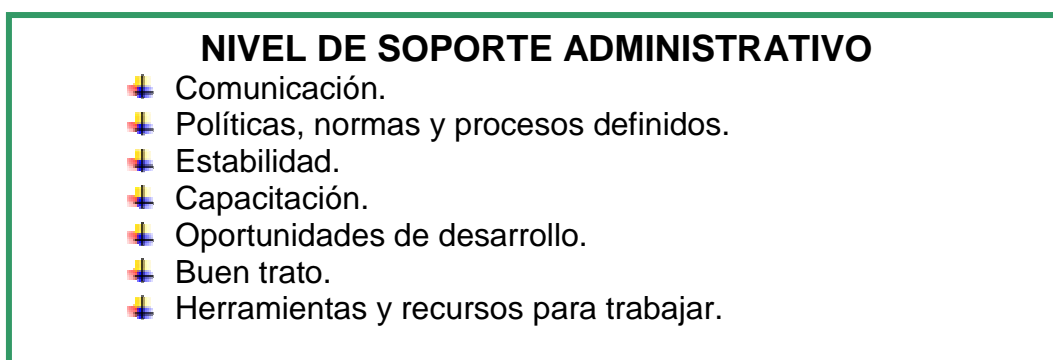 NIVEL DE SOPORTE ADMINISTRATIVO
Comunicación.
Políticas, normas y procesos definidos.
Estabilidad.
Capacitación.
Oportunidades de desarrollo.
Buen trato.
Herramientas y recursos para trabajar.